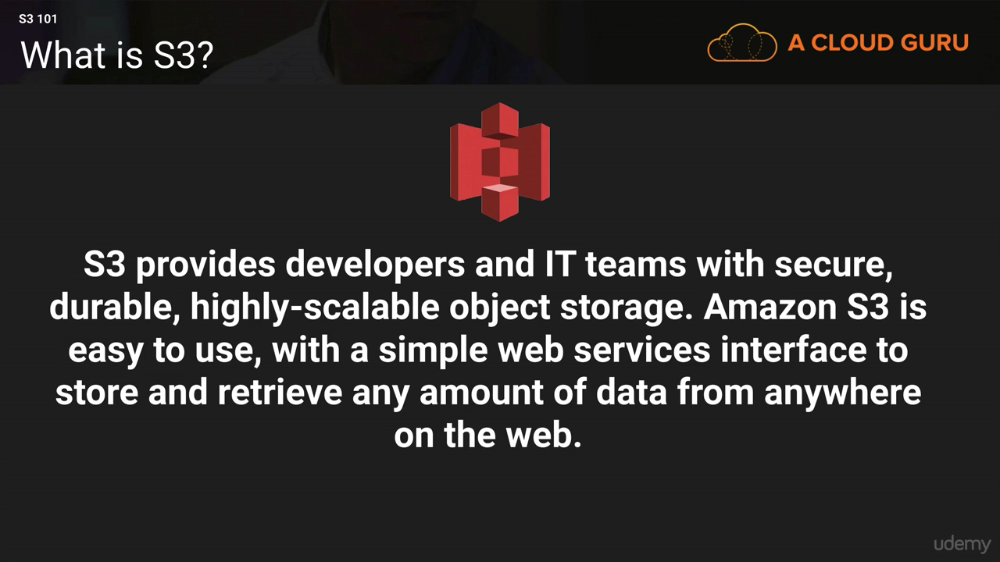 S3 101
What is S3?
A CLOUD GURU
S3 provides developers and IT teams with secure,
durable, highly-scalable object storage. Amazon S3 is
easy to use, with a simple web services interface to
store and retrieve any amount of data from anywhere
on the web.
udemy